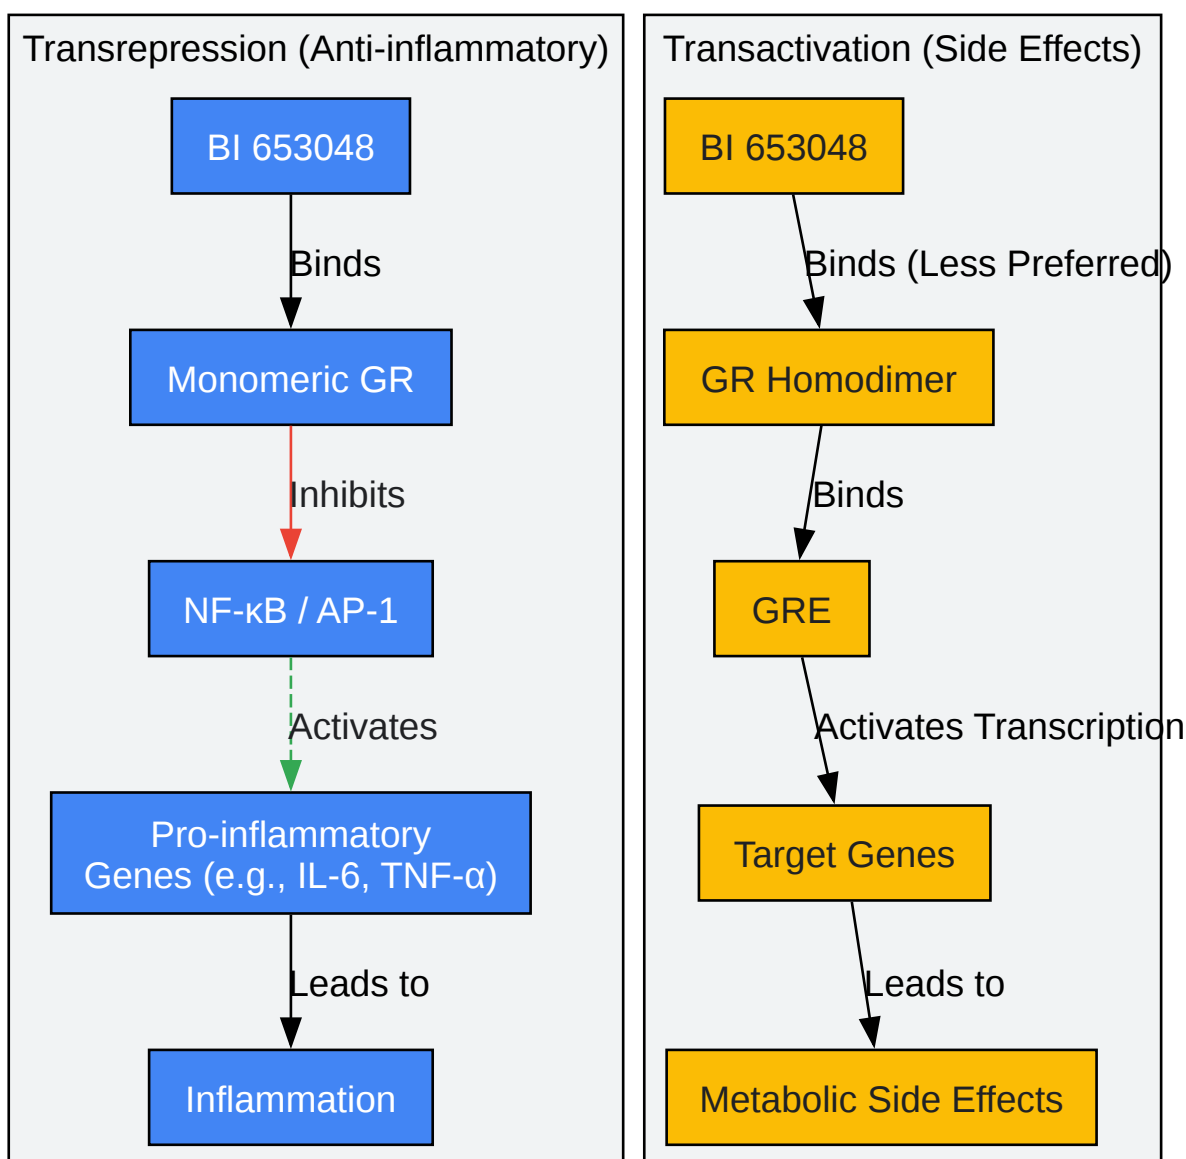 Transrepression (Anti-inflammatory)
BI 653048
Binds
Monomeric GR
Inhibits
NF-κB / AP-1
Activates
Pro-inflammatory
Genes (e.g., IL-6, TNF-α)
Leads to
Inflammation
Transactivation (Side Effects)
BI 653048
Binds (Less Preferred)
GR Homodimer
Binds
GRE
Activates Transcription
Target Genes
Leads to
Metabolic Side Effects